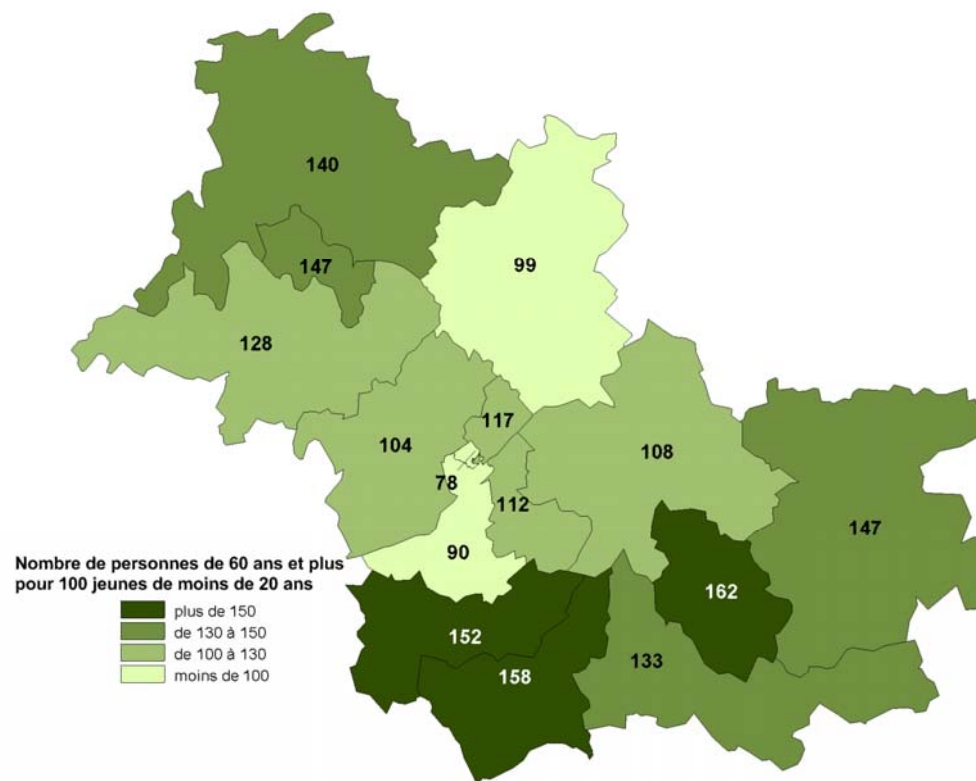 140
99
147
128
117
104
108
78
112
147
90
Nombre de personnes de 60 ans et plus
pour 100 jeunes de moins de 20 ans
plus de 150
de 130 à 150
de 100 à 130
moins de 100
162
152
133
158